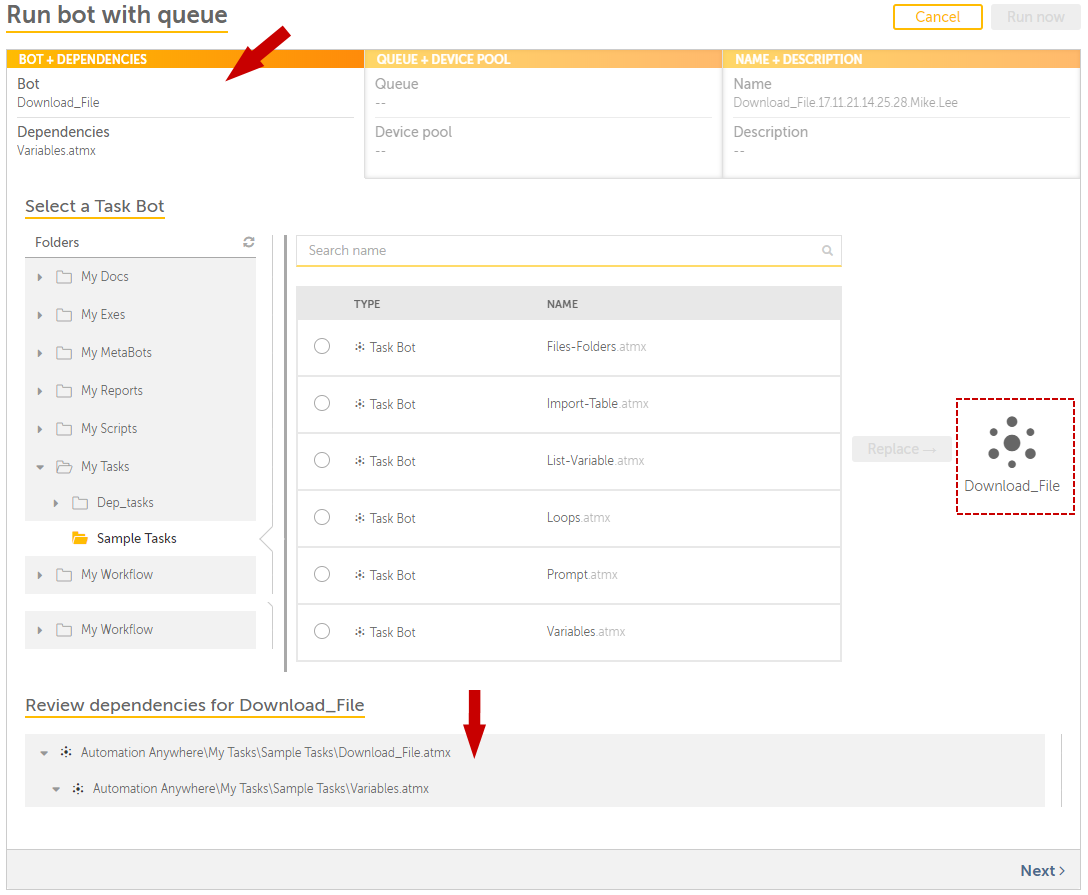 Run bot with queue
Cancel
Run now
BOT + DEPENDENCIES
Bot
Download_File
Dependencies
Variables.atmx
QUEUE + DEVICE POOL
Queue
--
Device pool
--
NAME + DESCRIPTION
Name
Download_File.17.11.21.14.25.28.Mike.Lee
Description
--
Select a Task Bot
Folders
My Docs
My Exes
My MetaBots
My Reports
My Scripts
My Tasks
Dep_tasks
Sample Tasks
My Workflow
My Workflow
Search name
TYPE NAME
Task Bot Files-Folders.atmx
Task Bot Import-Table.atmx
Task Bot List-Variable.atmx
Task Bot Loops.atmx
Task Bot Prompt.atmx
Task Bot Variables.atmx
Replace →
Download_File
Review dependencies for Download_File
Automation Anywhere\My Tasks\Sample Tasks\Download_File.atmx
Automation Anywhere\My Tasks\Sample Tasks\Variables.atmx
Next >